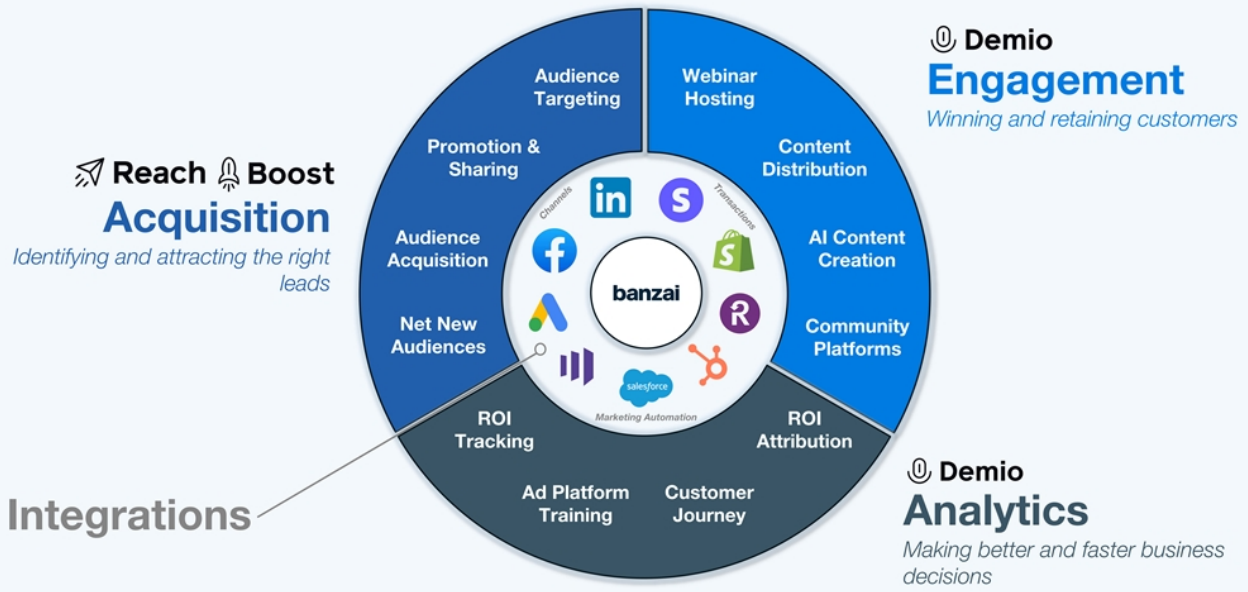 Demio
Engagement
Winning and retaining customers
Reach Boost
Acquisition
Identifying and attracting the right
leads
Audience
Targeting
Promotion &
Sharing
Audience
Acquisition
Net New
Audiences
Webinar
Hosting
Content
Distribution
AI Content
Creation
Community
Platforms
Channels
in
S
Transactions
f
S
banzai
R
salesforce
Marketing Automation
ROI
Tracking
Ad Platform
Training
Customer
Journey
ROI
Attribution
Integrations
Demio
Analytics
Making better and faster business
decisions